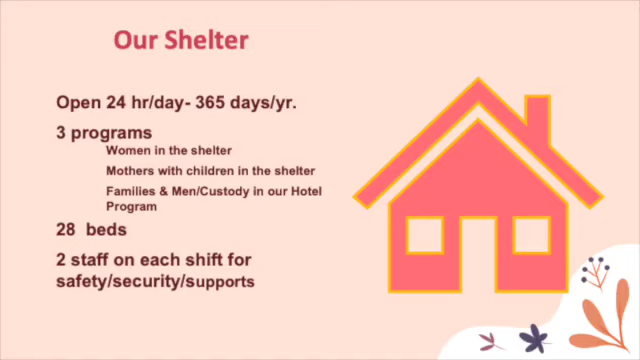 Our Shelter
Open 24 hr/day- 365 days/yr.
3 programs
Women in the shelter
Mothers with children in the shelter
Families & Men/Custody in our Hotel
Program
28 beds
2 staff on each shift for
safety/security/supports